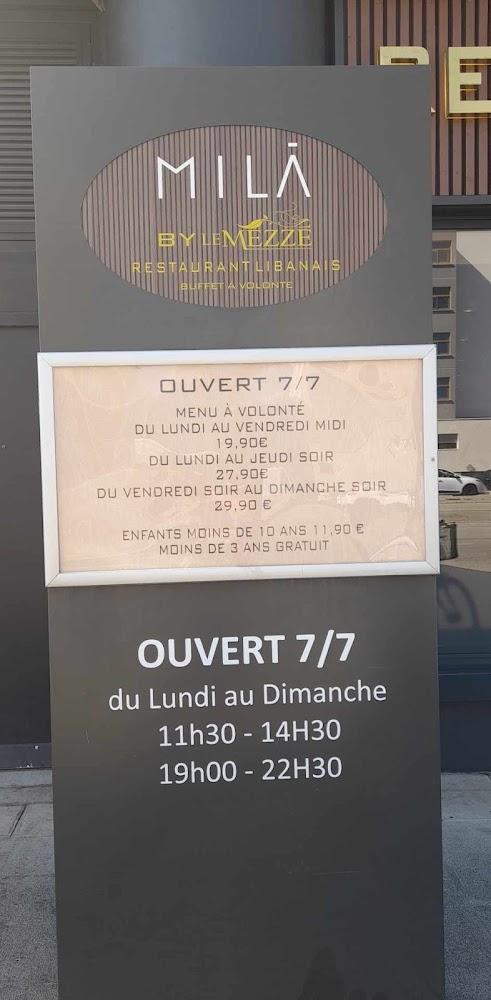 RE
MILĀ
BY LE MEZZÉ
RESTAURANT LIBANAIS
BUFFET A VOLONTE
OUVERT 7/7
MENU À VOLONTÉ
DU LUNDI AU VENDREDI MIDI
19,90€
DU LUNDI AU JEUDI SOIR
27,90€
DU VENDREDI SOIR AU DIMANCHE SOIR
29,90 €
ENFANTS MOINS DE 10 ANS 11,90 €
MOINS DE 3 ANS GRATUIT
OUVERT 7/7
du Lundi au Dimanche
11h30 - 14H30
19h00 - 22H30